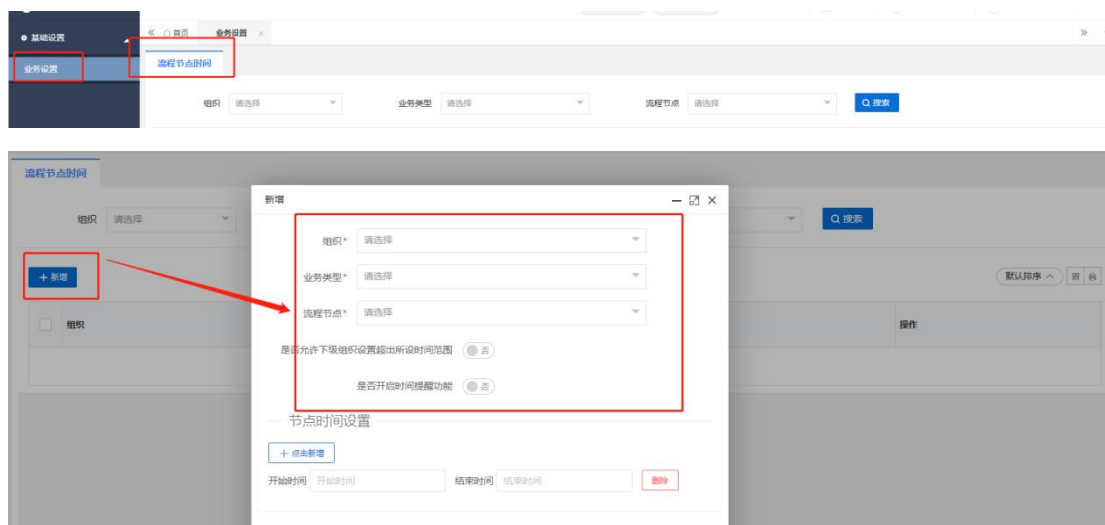 基础设置
首页 业务设置
业务设置
流程节点时间
组织 请选择 业务类型 请选择 流程节点 请选择 搜索
流程节点时间
组织 请选择 搜索
新增
新增
组织* 请选择
业务类型* 请选择
流程节点* 请选择
是否允许下级组织设置超出所设时间范围 否
是否开启时间提醒功能 否
默认排序
组织 操作
节点时间设置
+ 点击新增
开始时间 开始时间 结束时间 结束时间 删除